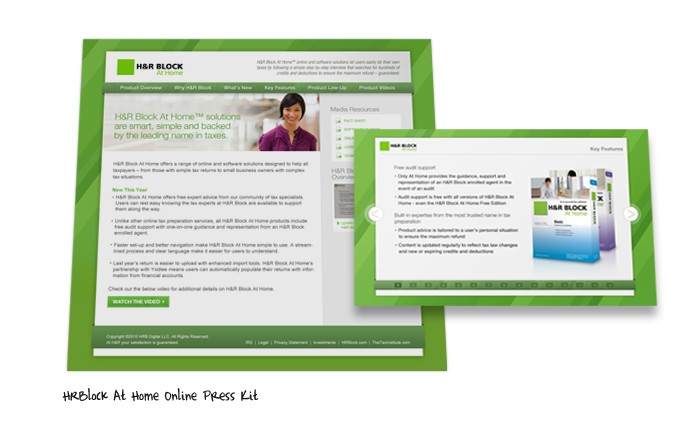 H&R BLOCK
At Home
H&R Block At Home™ online and software solutions let users easily do their own
taxes by following a simple step-by-step interview that searches for hundreds of
credits and deductions to ensure the maximum refund – guaranteed.
Product Overview Why H&R Block What's New Key Features Product Line-Up Product Videos
H&R Block At Home™ solutions
are smart, simple and backed
by the leading name in taxes.
Media Resources
FACT SHEET
H&R Block At Home offers a range of online and software solutions designed to help all
taxpayers – from those with simple tax returns to small business owners with complex
tax situations.
New This Year
• H&R Block At Home offers free expert advice from our community of tax specialists.
Users can rest easy knowing the tax experts at H&R Block are available to support
them along the way.
• Unlike other online tax preparation services, all H&R Block At Home products include
free audit support with one-on-one guidance and representation from an H&R Block
enrolled agent.
• Faster set-up and better navigation make H&R Block At Home simple to use. A stream-
lined process and clear language make it easier for users to understand.
• Last year's return is easier to upload with enhanced import tools. H&R Block At Home's
partnership with Yodlee means users can automatically populate their returns with infor-
mation from financial accounts.
Check out the below video for additional details on H&R Block At Home.
WATCH THE VIDEO
Copyright ©2010 HRB Digital LLC. All Rights Reserved.
At H&R your satisfaction is guaranteed.
IRS | Legal | Privacy Statement | Investments | HRBlock.com | TheTaxInstitute.com
H&R BLOCK
At Home
Key Features
Free audit support
• Only At Home provides the guidance, support and
representation of an H&R Block enrolled agent in the
event of an audit
• Audit support is free with all versions of H&R Block At
Home - even the H&R Block At Home Free Edition
Built-in expertise from the most trusted name in tax
preparation
• Product advice is tailored to a user's personal situation
to ensure the maximum refund
• Content is updated regularly to reflect tax law changes
and new or expiring credits and deductions
H&R BLOCK
At Home
Basic
HRBlock At Home Online Press Kit